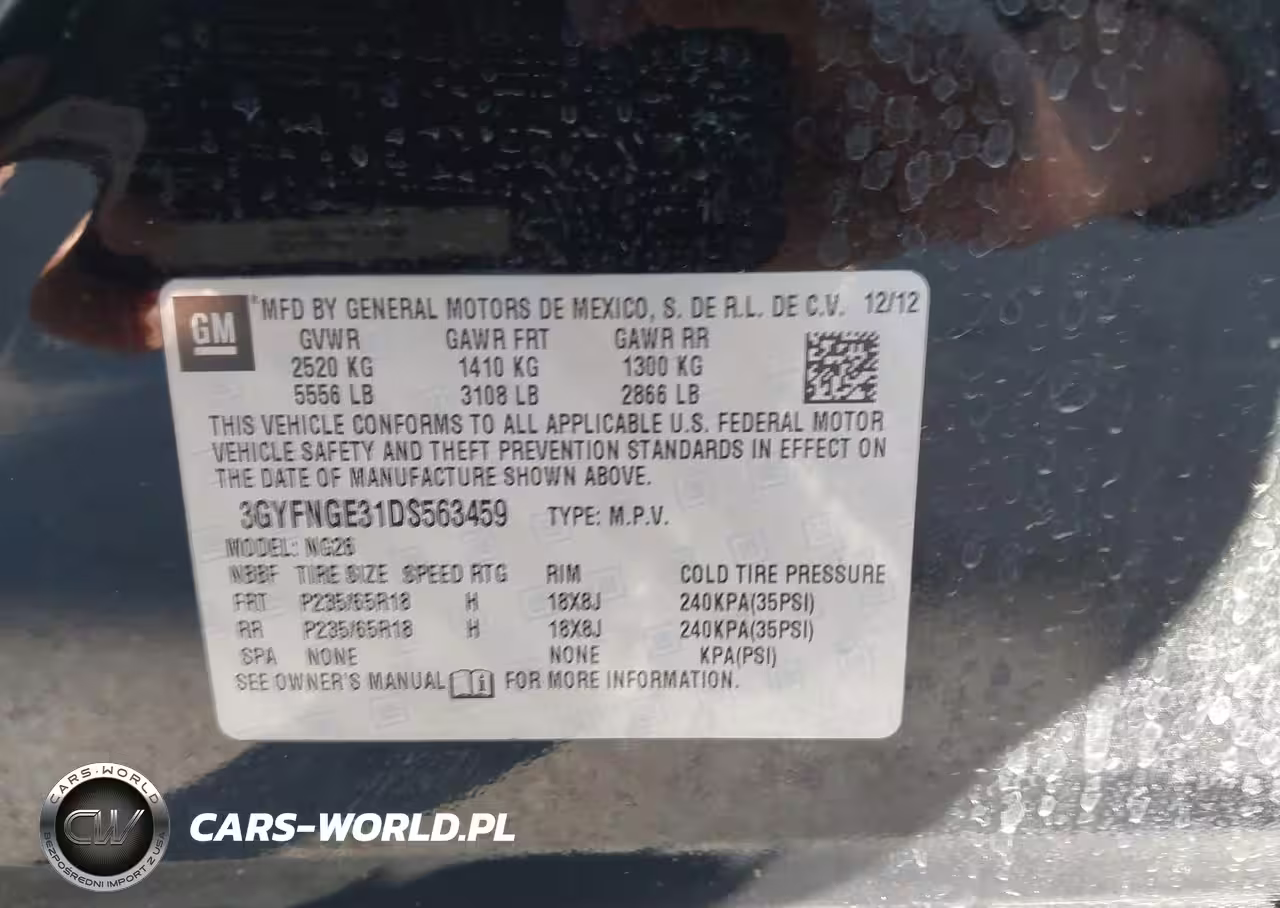 GM
MFD BY GENERAL MOTORS DE MEXICO, S. DE R.L. DE C.V. 12/12
GVWR GAWR FRT GAWR RR
2520 KG 1410 KG 1300 KG
5556 LB 3108 LB 2866 LB
THIS VEHICLE CONFORMS TO ALL APPLICABLE U.S. FEDERAL MOTOR
VEHICLE SAFETY AND THEFT PREVENTION STANDARDS IN EFFECT ON
THE DATE OF MANUFACTURE SHOWN ABOVE.
3GYFNGE31DS563459 TYPE: M.P.V.
MODEL: NG26
NBBF TIRE SIZE SPEED RTG RIM COLD TIRE PRESSURE
FRT P235/65R18 H 18X8J 240KPA(35PSI)
RR P235/65R18 H 18X8J 240KPA(35PSI)
SPA NONE NONE KPA(PSI)
SEE OWNER'S MANUAL FOR MORE INFORMATION.
CARS-WORLD
CW
BEZPOŚREDNI IMPORT Z USA
CARS-WORLD.PL